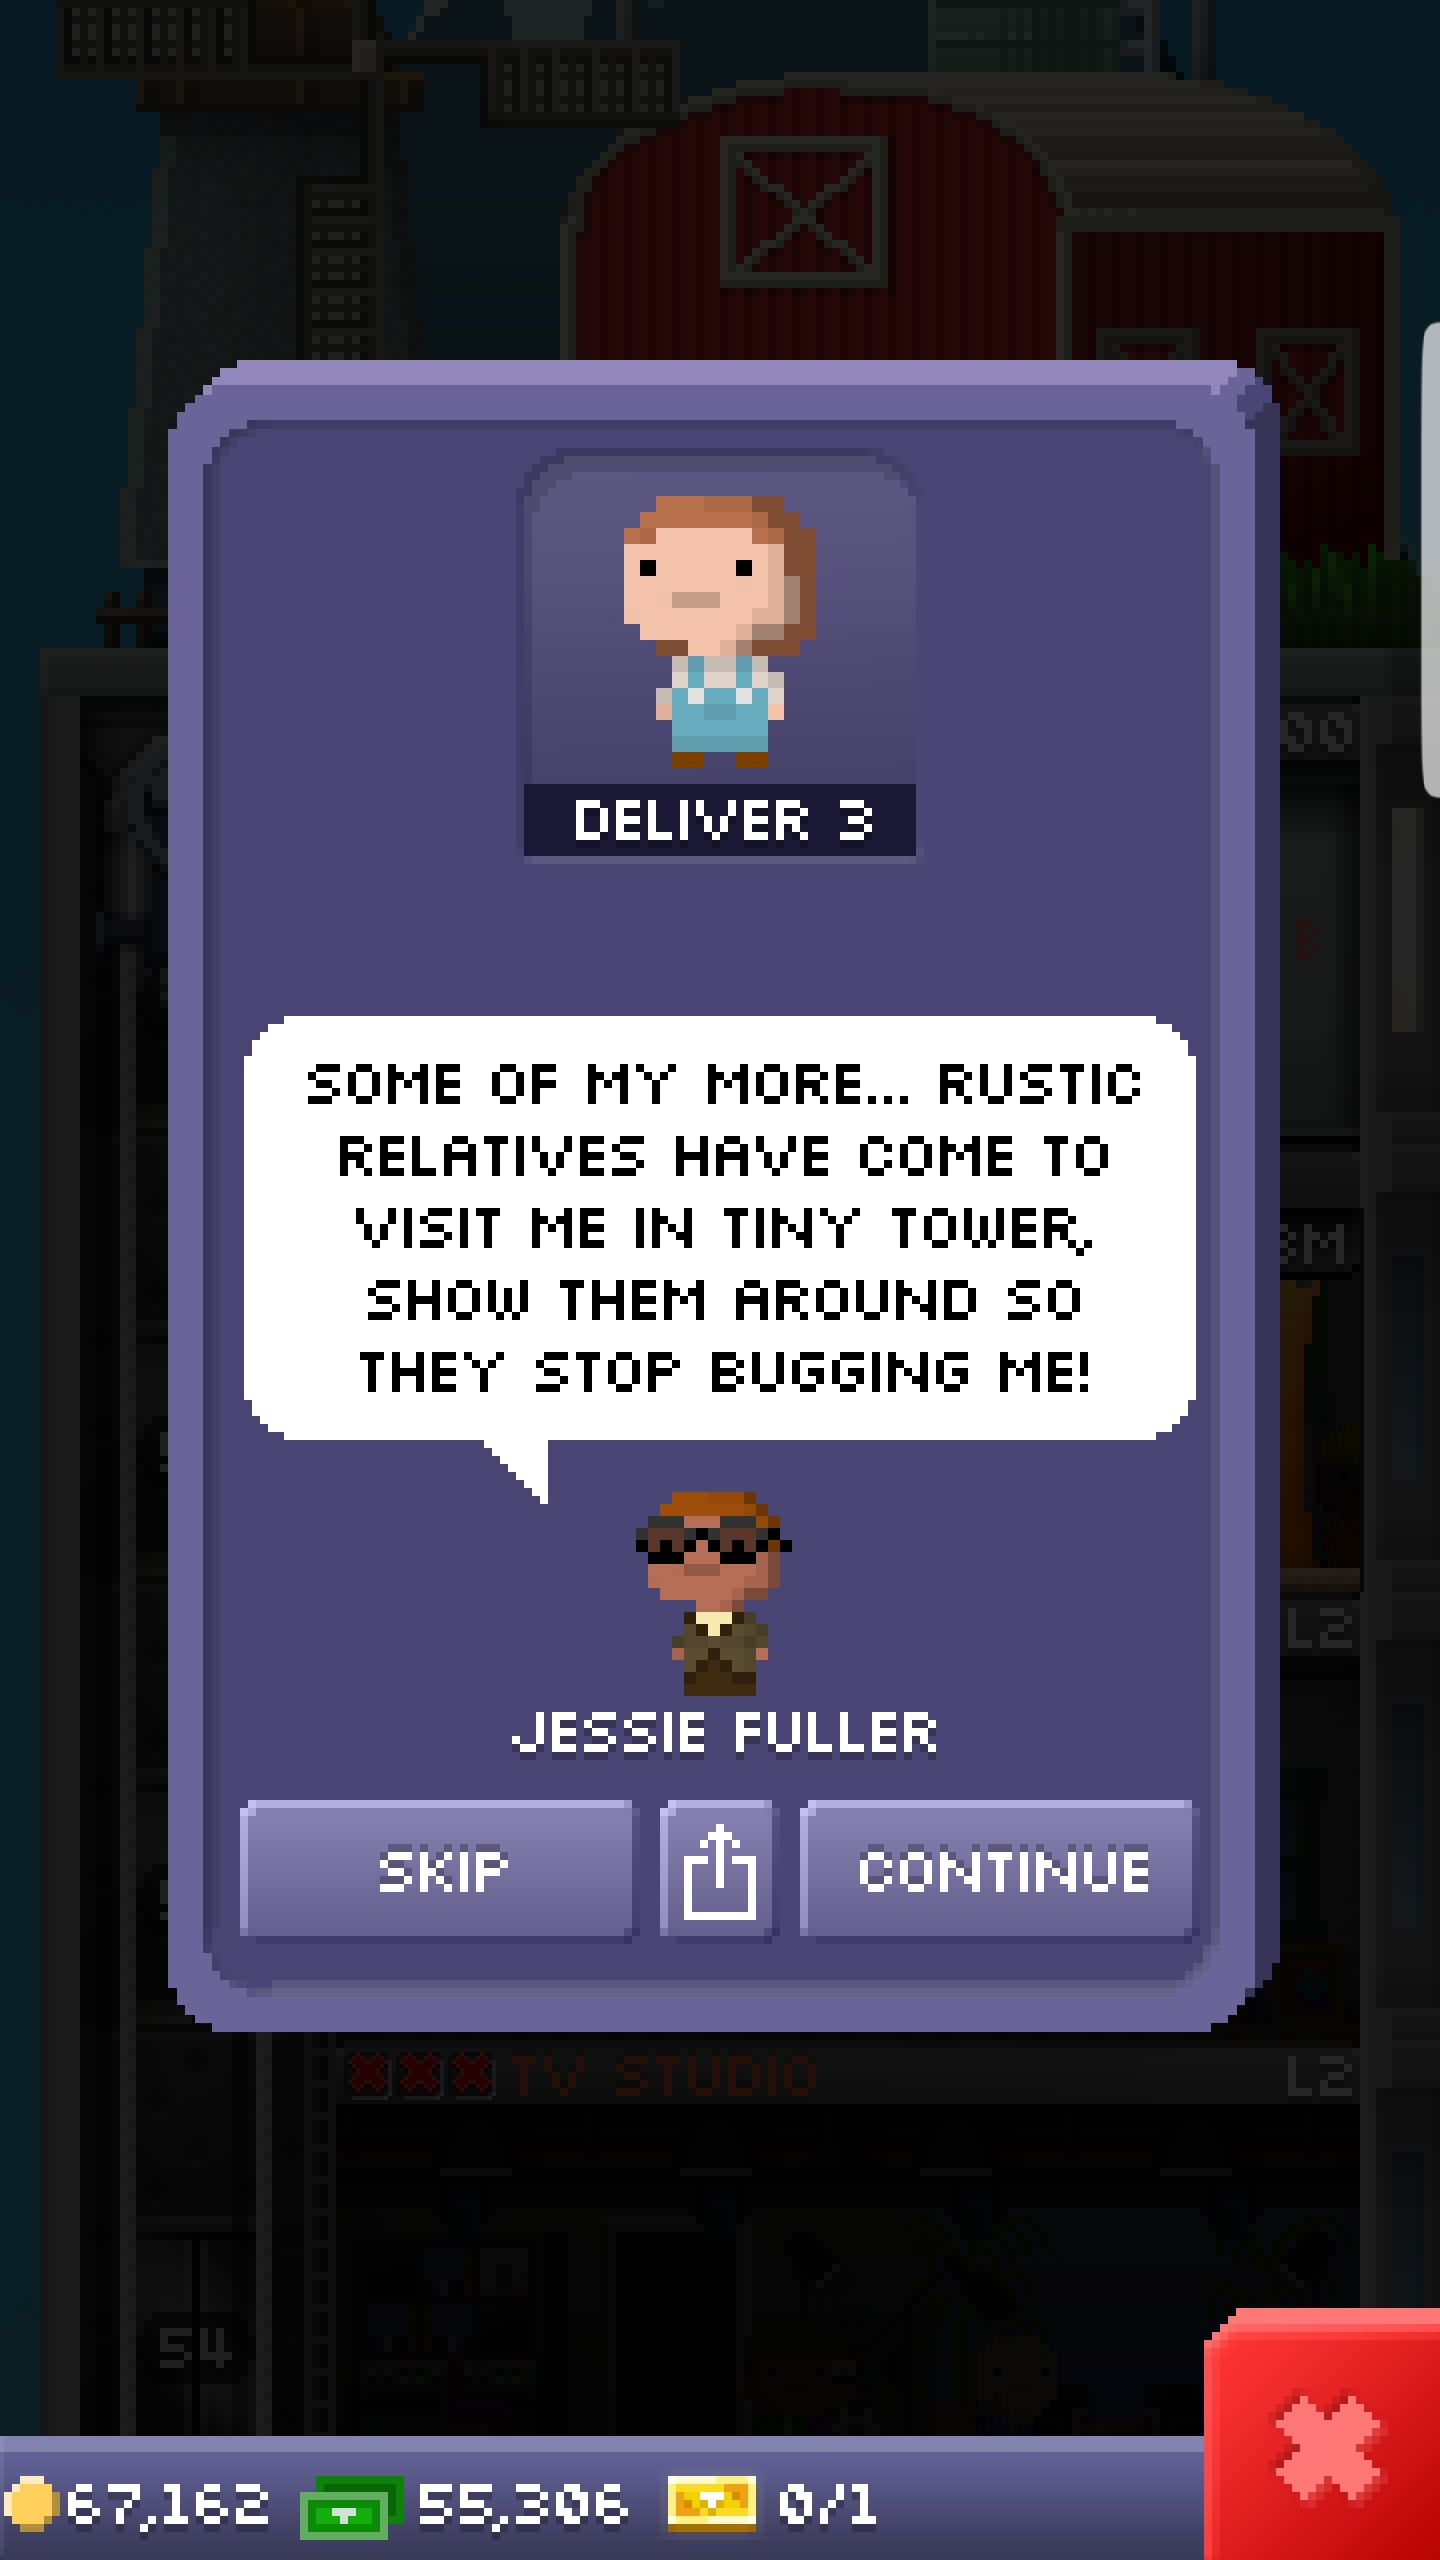 00
DELIVER 3
B
SOME OF MY MORE... RUSTIC
RELATIVES HAVE COME TO
VISIT ME IN TINY TOWER,
SHOW THEM AROUND SO
THEY STOP BUGGING ME!
L2
JESSIE FULLER
SKIP
CONTINUE
TV STUDIO L2
54
67,162 55,306 0/1